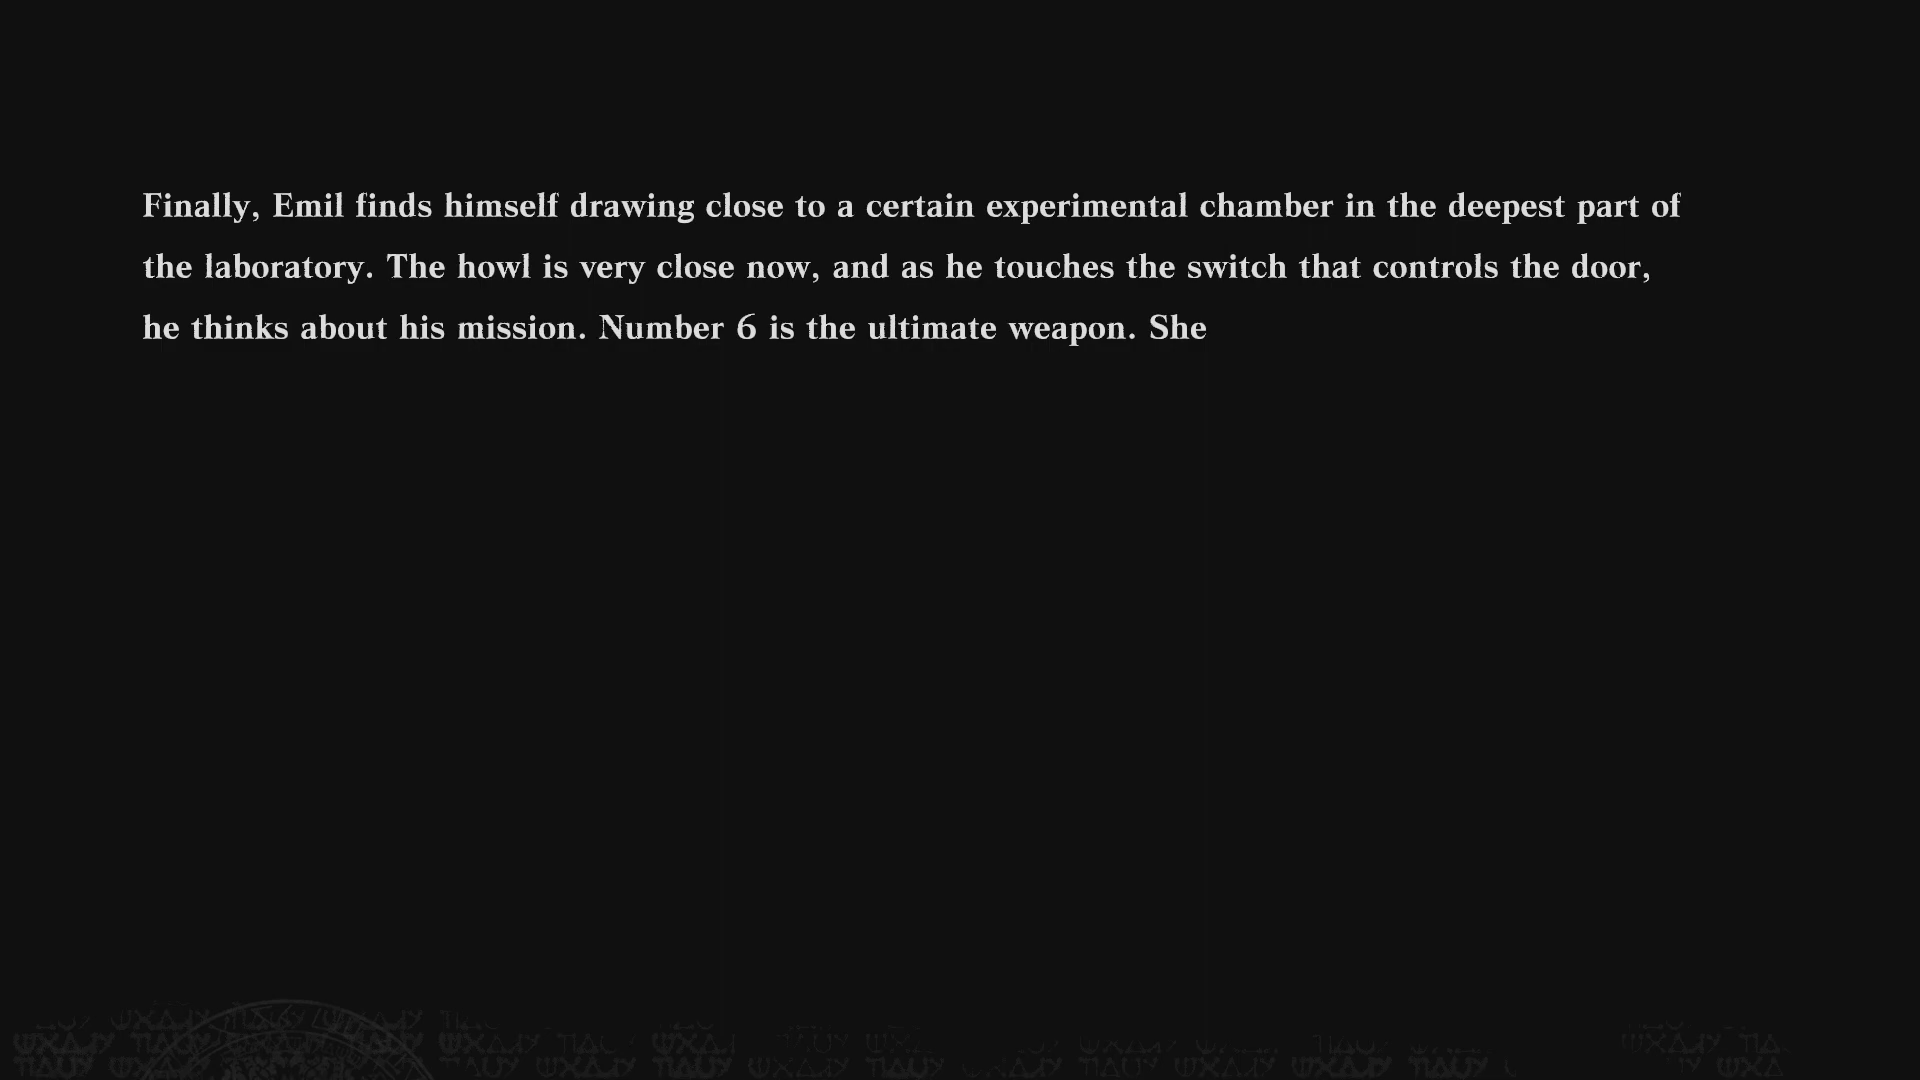 Finally, Emil finds himself drawing close to a certain experimental chamber in the deepest part of
the laboratory. The howl is very close now, and as he touches the switch that controls the door,
he thinks about his mission. Number 6 is the ultimate weapon. She